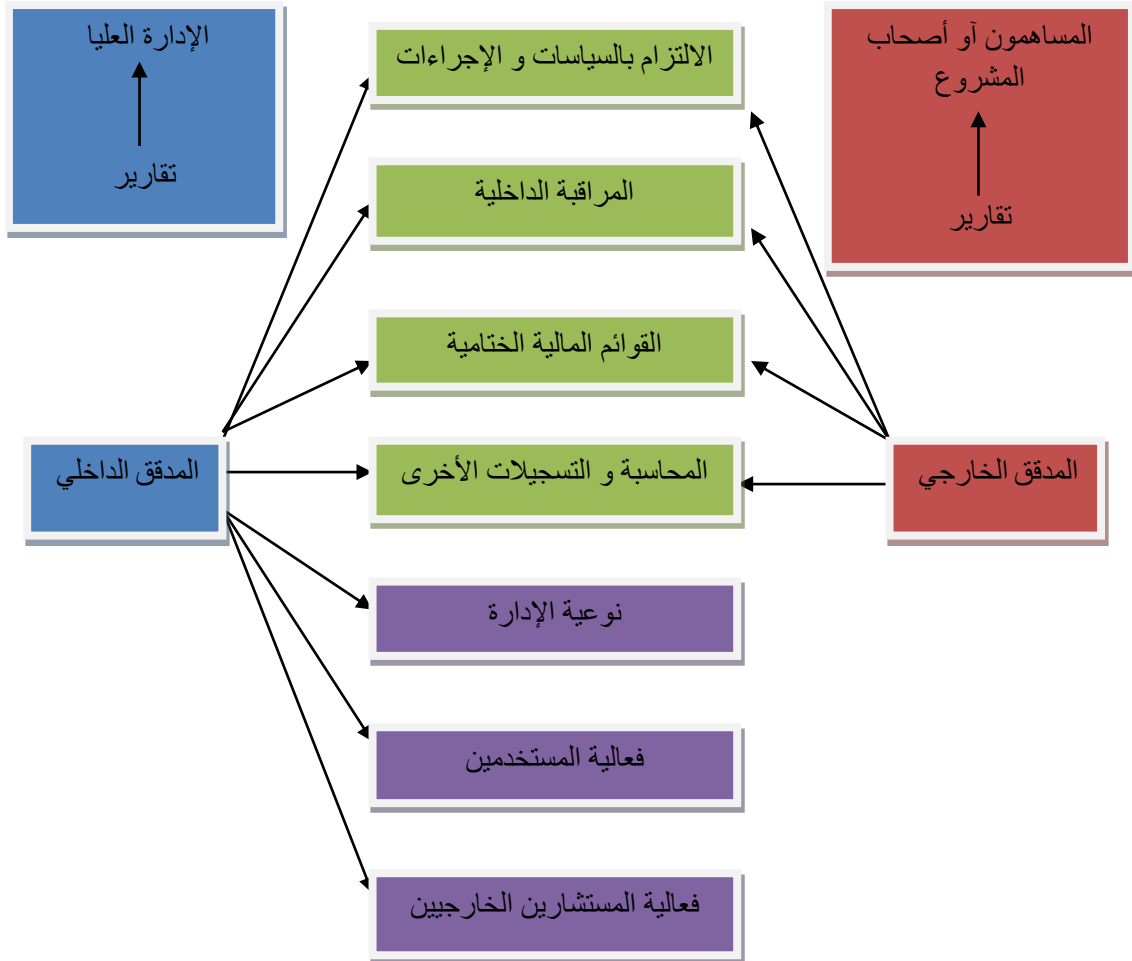 المساهمون آو أصحاب
المشروع
تقارير
الإدارة العليا
تقارير
الالتزام بالسياسات و الإجراءات
المراقبة الداخلية
القوائم المالية الختامية
المدقق الخارجي
المحاسبة و التسجيلات الأخرى
المدقق الداخلي
نوعية الإدارة
فعالية المستخدمين
فعالية المستشارين الخارجيين